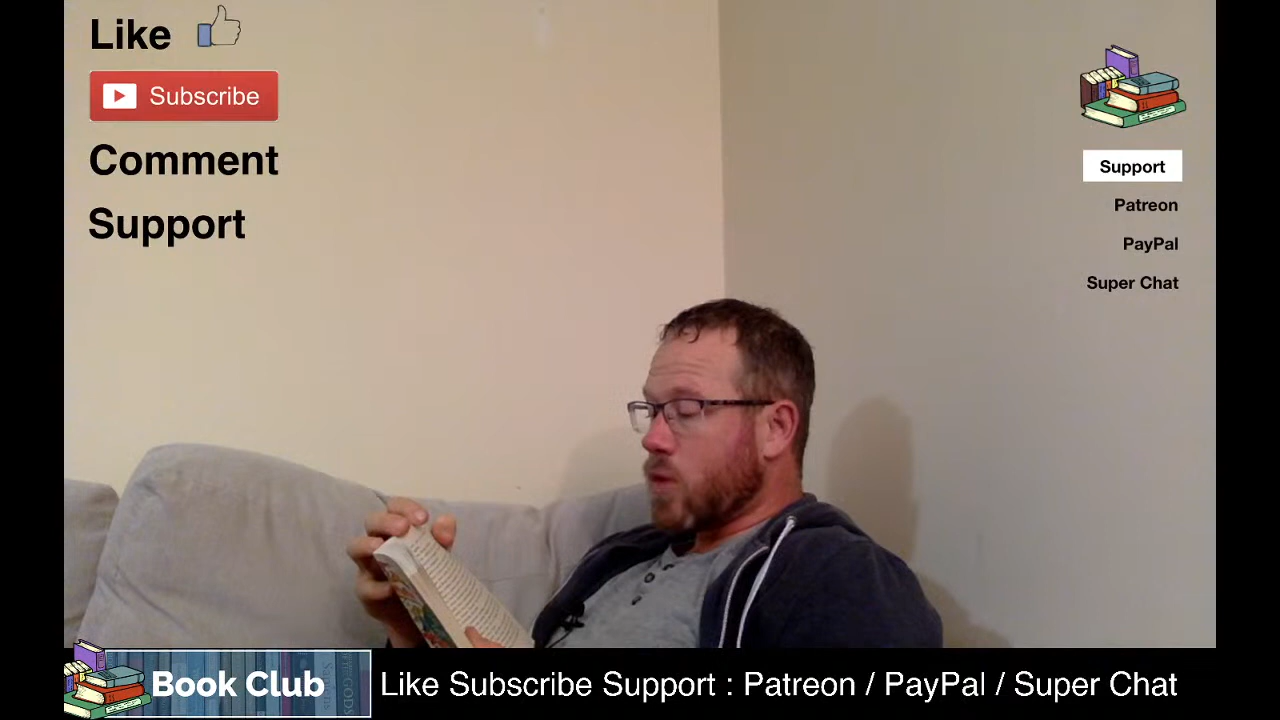 Like
Subscribe
Comment
Support
Support
Patreon
PayPal
Super Chat
Book Club
Like Subscribe Support : Patreon / PayPal / Super Chat